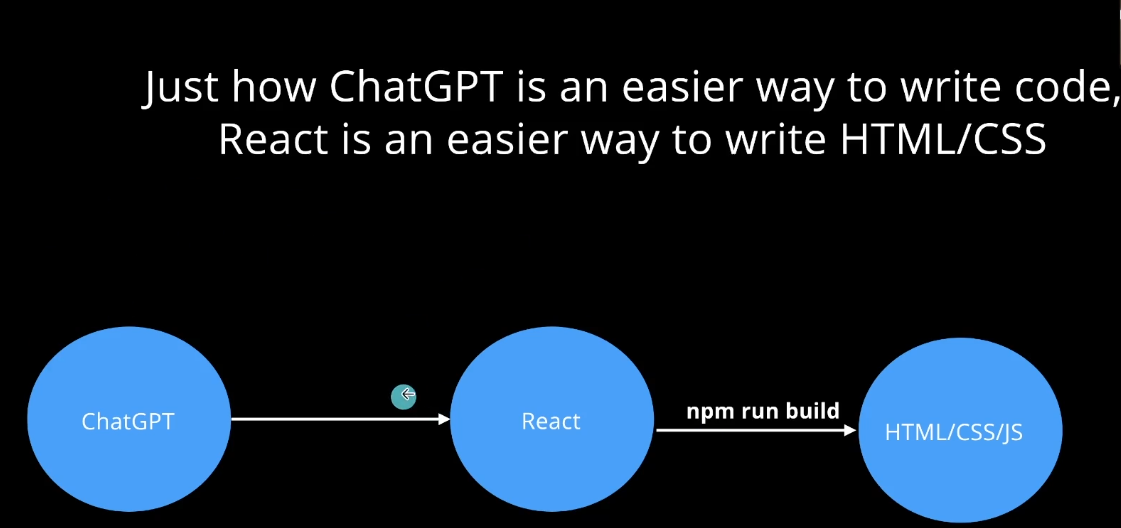 Just how ChatGPT is an easier way to write code,
React is an easier way to write HTML/CSS
ChatGPT
React
npm run build
HTML/CSS/JS